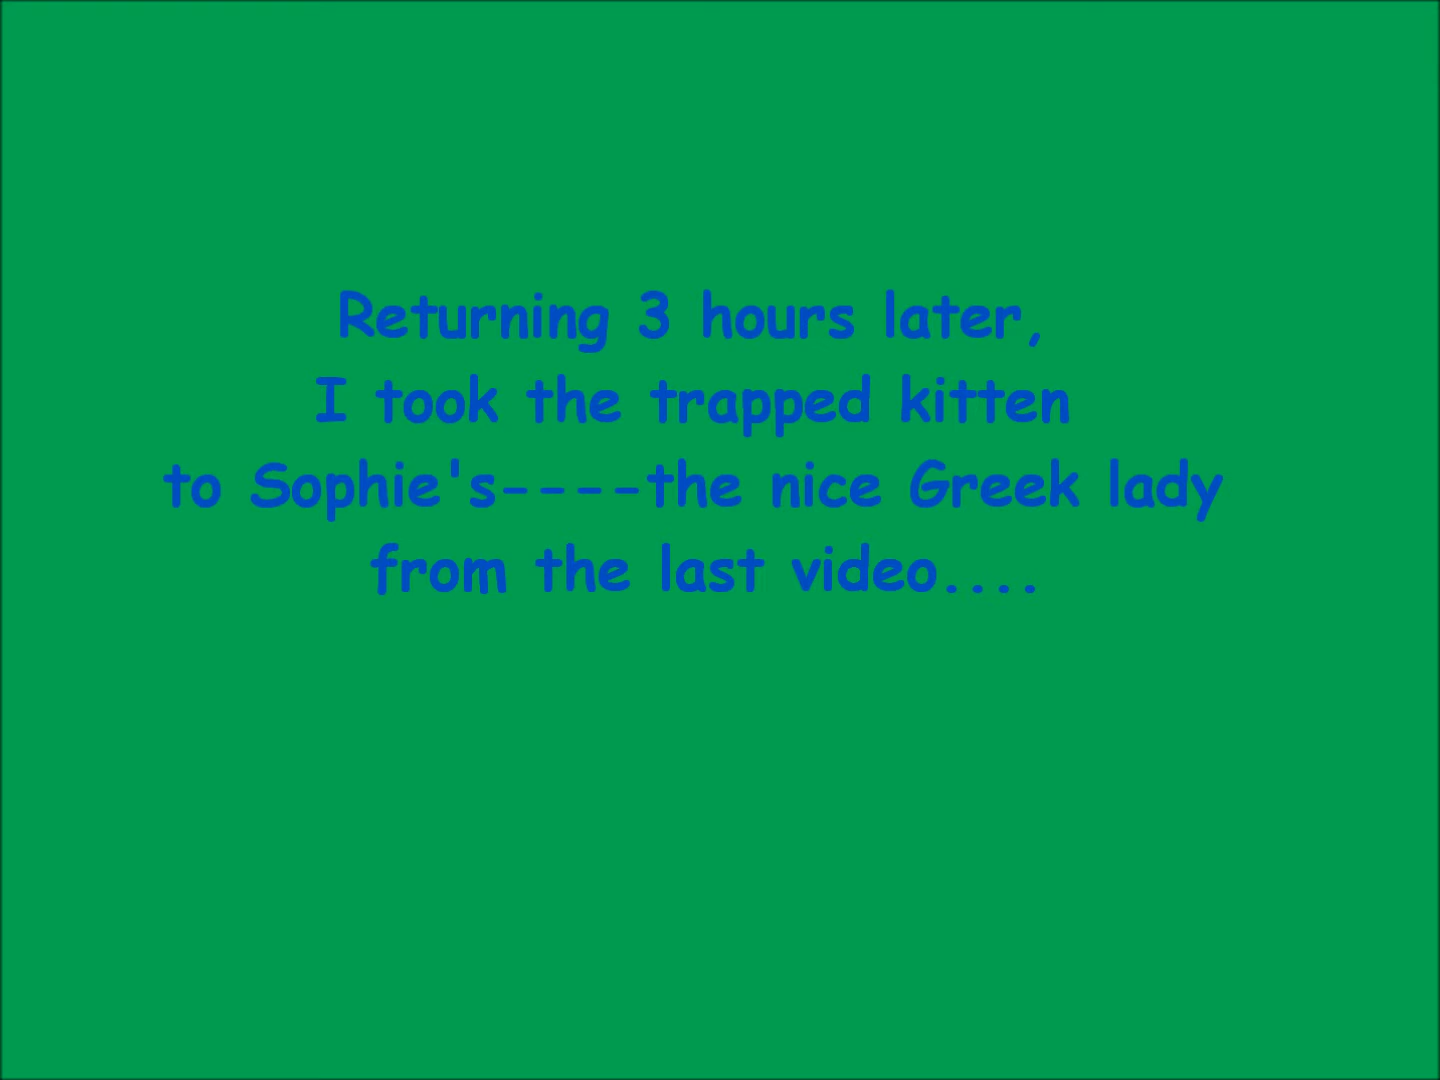 Returning 3 hours later,
I took the trapped kitten
to Sophie's----the nice Greek lady
from the last video....